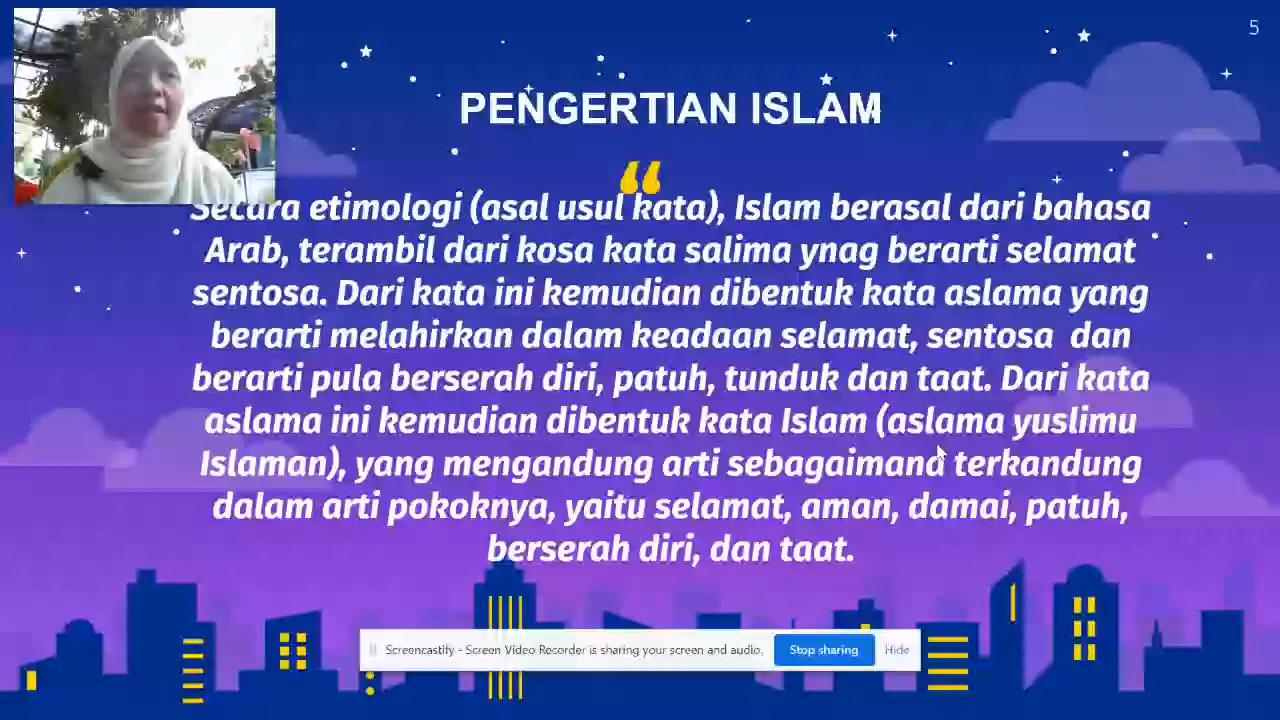 5
PENGERTIAN ISLAM
“
Secara etimologi (asal usul kata), Islam berasal dari bahasa
Arab, terambil dari kosa kata salima ynag berarti selamat
sentosa. Dari kata ini kemudian dibentuk kata aslama yang
berarti melahirkan dalam keadaan selamat, sentosa dan
berarti pula berserah diri, patuh, tunduk dan taat. Dari kata
aslama ini kemudian dibentuk kata Islam (aslama yuslimu
Islaman), yang mengandung arti sebagaimana terkandung
dalam arti pokoknya, yaitu selamat, aman, damai, patuh,
berserah diri, dan taat.
Screencastify - Screen Video Recorder is sharing your screen and audio. Stop sharing Hide